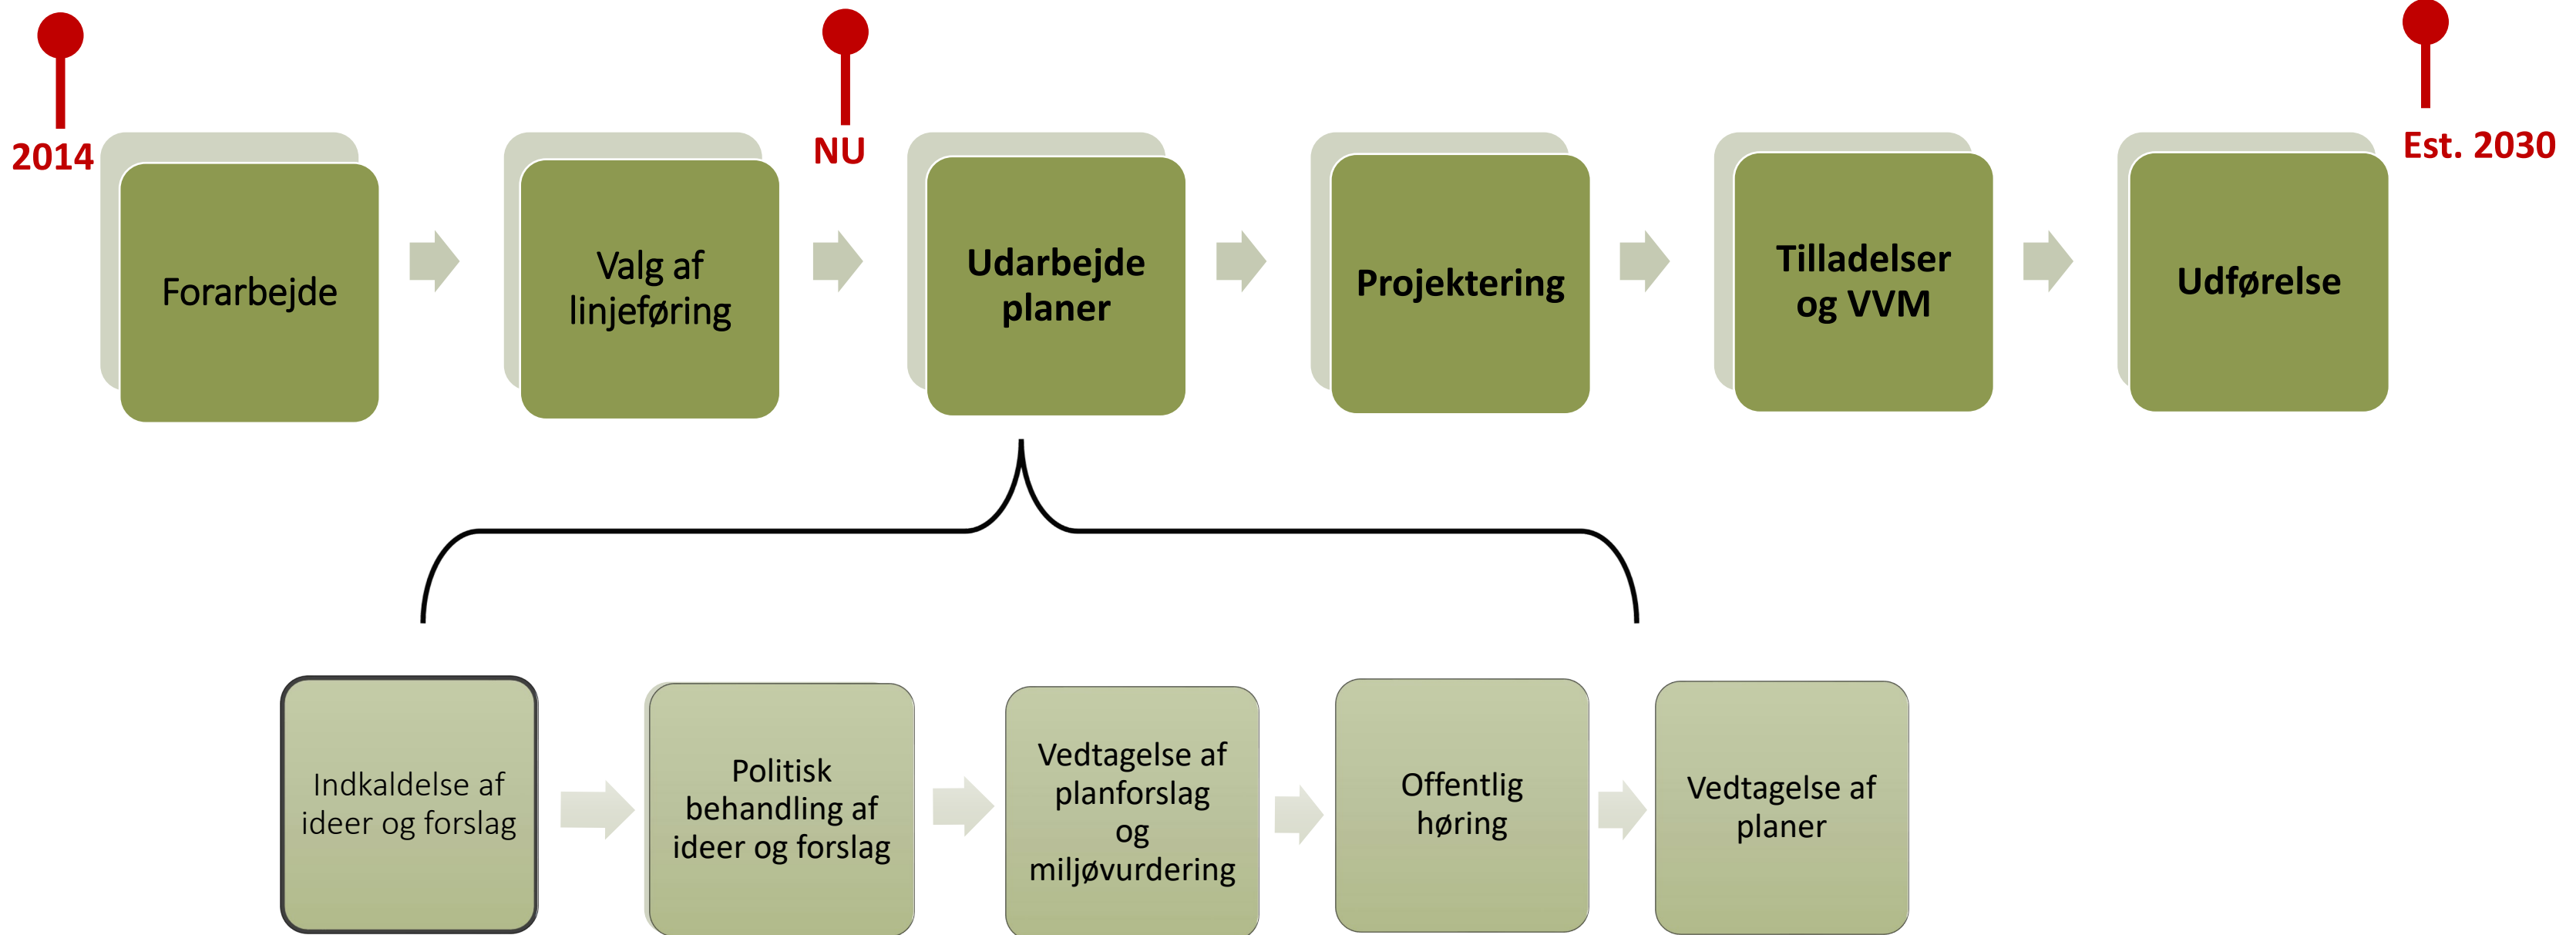 2014
NU
Est. 2030
Forarbejde
Valg af
linjeføring
Udarbejde
planer
Projektering
Tilladelser
og VVM
Udførelse
Indkaldelse af
ideer og forslag
Politisk
behandling af
ideer og forslag
Vedtagelse af
planforslag
og
miljøvurdering
Offentlig
høring
Vedtagelse af
planer